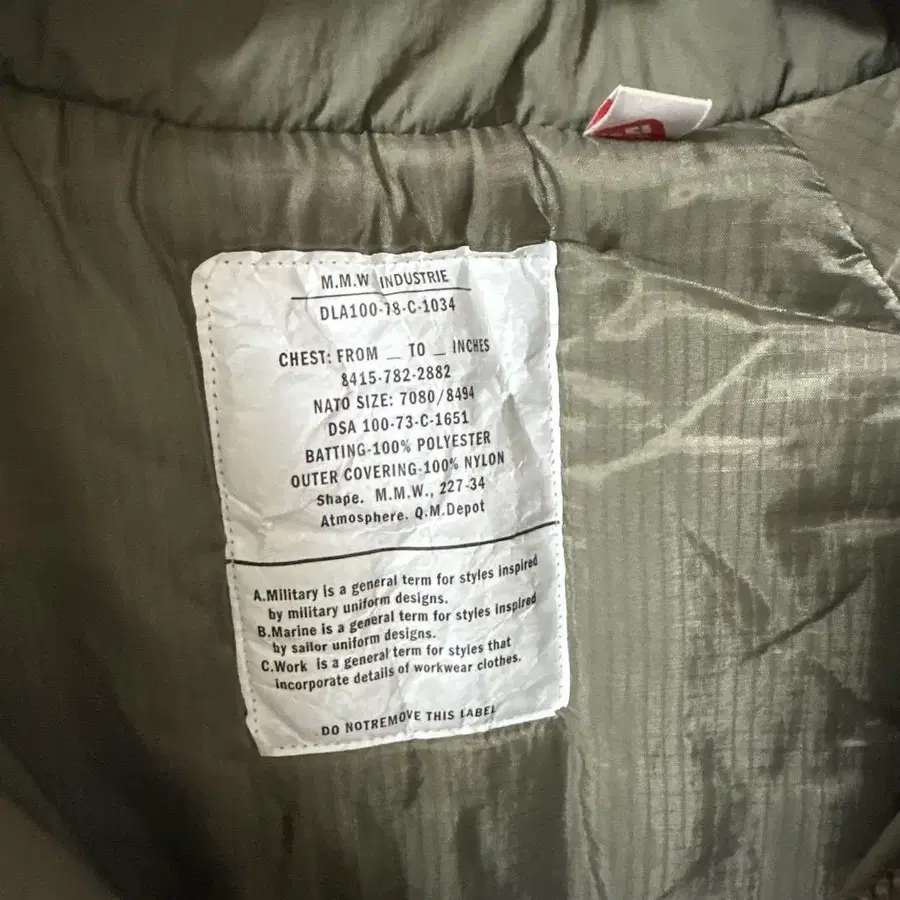 M.M.W INDUSTRIE
DLA100-78-C-1034
CHEST: FROM _ TO _ INCHES
8415-782-2882
NATO SIZE: 7080/8494
DSA 100-73-C-1651
BATTING-100% POLYESTER
OUTER COVERING-100% NYLON
Shape. M.M.W., 227-34
Atmosphere. Q.M.Depot
A.Military is a general term for styles inspired
by military uniform designs.
B.Marine is a general term for styles inspired
by sailor uniform designs.
C.Work is a general term for styles that
incorporate details of workwear clothes.
DO NOTREMOVE THIS LABEL